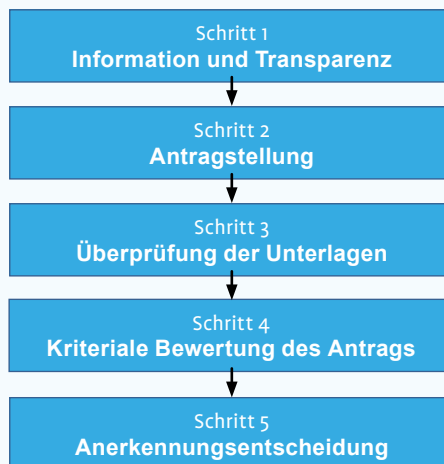 Schritt 1
Information und Transparenz
Schritt 2
Antragstellung
Schritt 3
Überprüfung der Unterlagen
Schritt 4
Kriteriale Bewertung des Antrags
Schritt 5
Anerkennungsentscheidung